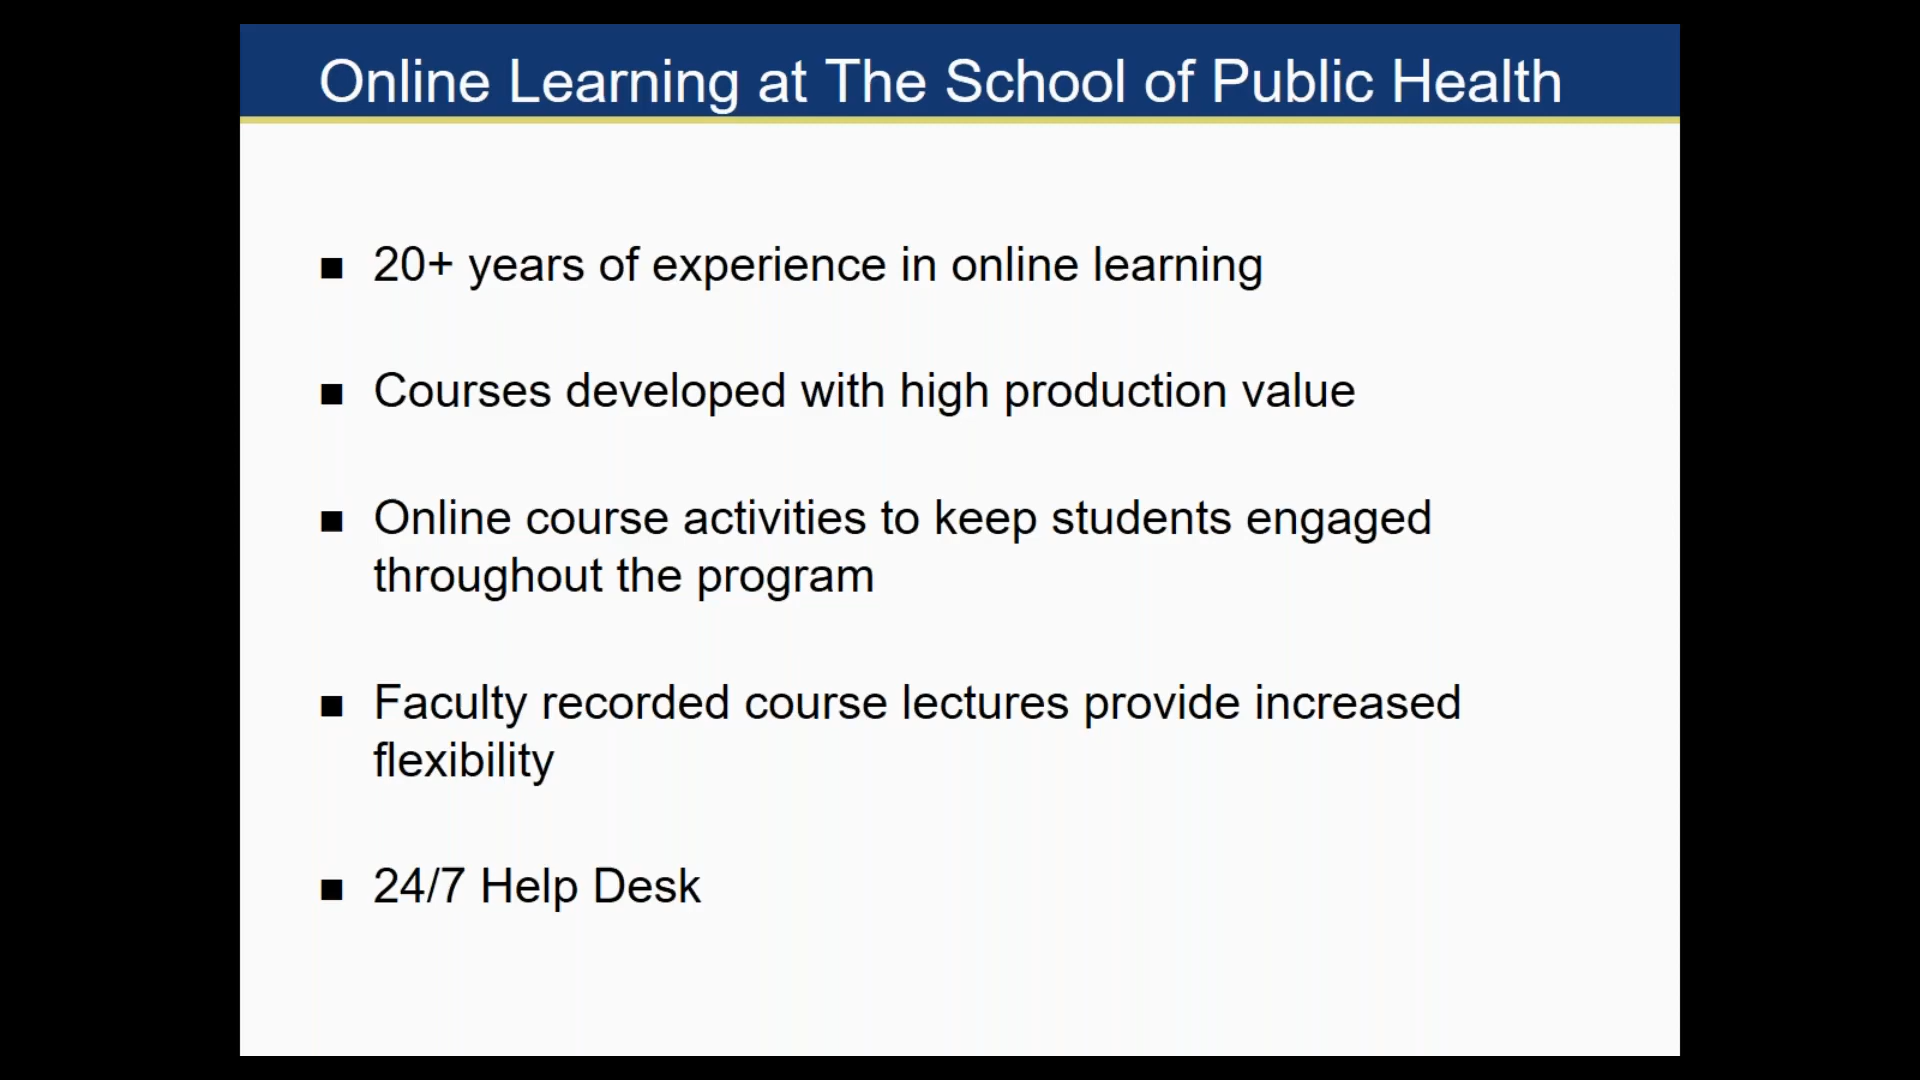 Online Learning at The School of Public Health
■ 20+ years of experience in online learning
■ Courses developed with high production value
■ Online course activities to keep students engaged
throughout the program
■ Faculty recorded course lectures provide increased
flexibility
■ 24/7 Help Desk